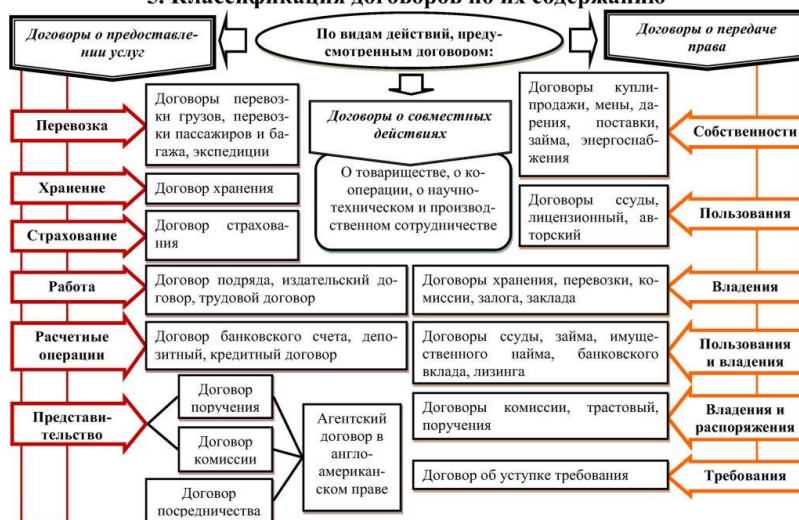 3. Классификация договоров по их содержанию
Договоры о предоставле-
нии услуг
По видам действий, преду-
смотренным договором:
Договоры о передаче
права
Перевозка
Договоры перевоз-
ки грузов, перевоз-
ки пассажиров и ба-
гажа, экспедиции
Хранение
Договор хранения
Страхование
Договор страхова-
ния
Договоры о совместных
действиях
О товариществе, о ко-
операции, о научно-
техническом и производ-
ственном сотрудничестве
Договоры купли-
продажи, мены, да-
рения, поставки,
займа, энергоснаб-
жения
Собственности
Договоры ссуды,
лицензионный, ав-
торский
Пользования
Работа
Договор подряда, издательский до-
говор, трудовой договор
Договоры хранения, перевозки, ко-
миссии, залога, заклада
Владения
Расчетные
операции
Договор банковского счета, депо-
зитный, кредитный договор
Договоры ссуды, займа, имуще-
ственного найма, банковского
вклада, лизинга
Пользования
и владения
Представи-
тельство
Договор
поручения
Договор
комиссии
Договор
посредничества
Агентский
договор в
англо-
американ-
ском праве
Договоры комиссии, трастовый,
поручения
Владения и
распоряжения
Договор об уступке требования
Требования